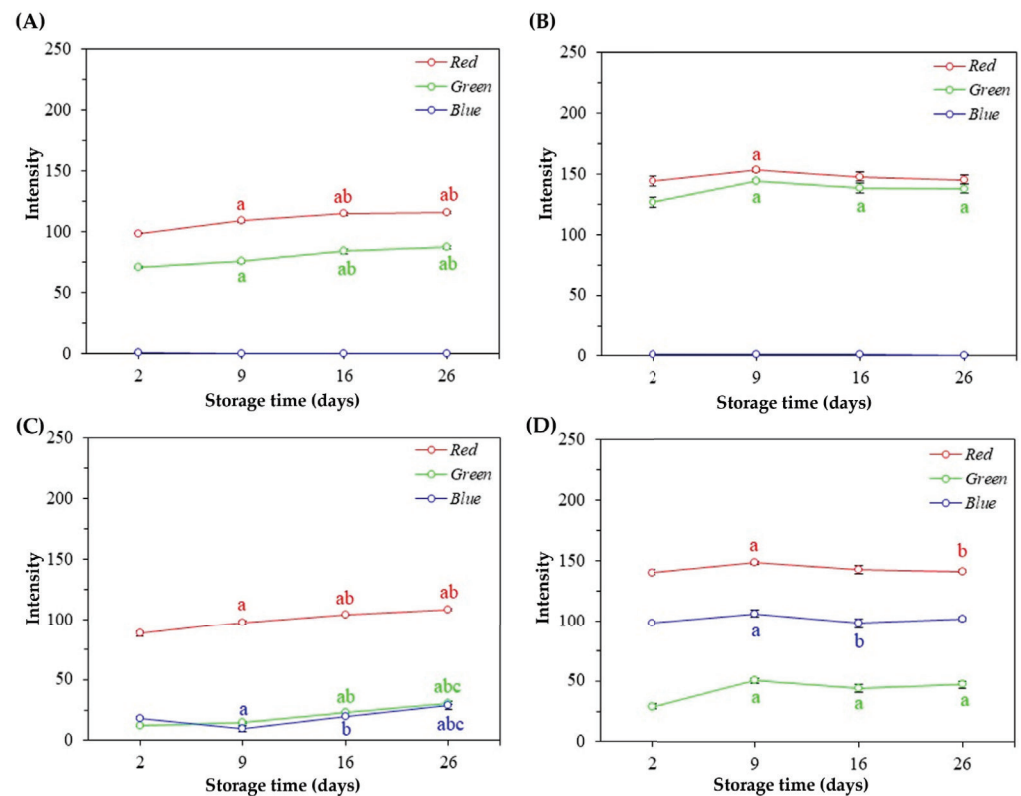 (A)
250
200
150
100
50
0
Intensity
Red
Green
Blue
a
ab
ab
a
ab
ab
2 9 16 26
Storage time (days)
(B)
250
200
150
100
50
0
Intensity
Red
Green
Blue
a
a
a
a
2 9 16 26
Storage time (days)
(C)
250
200
150
100
50
0
Intensity
Red
Green
Blue
a
ab
ab
a
ab
abc
b
abc
2 9 16 26
Storage time (days)
(D)
250
200
150
100
50
0
Intensity
Red
Green
Blue
a
b
a
b
a
a
a
2 9 16 26
Storage time (days)